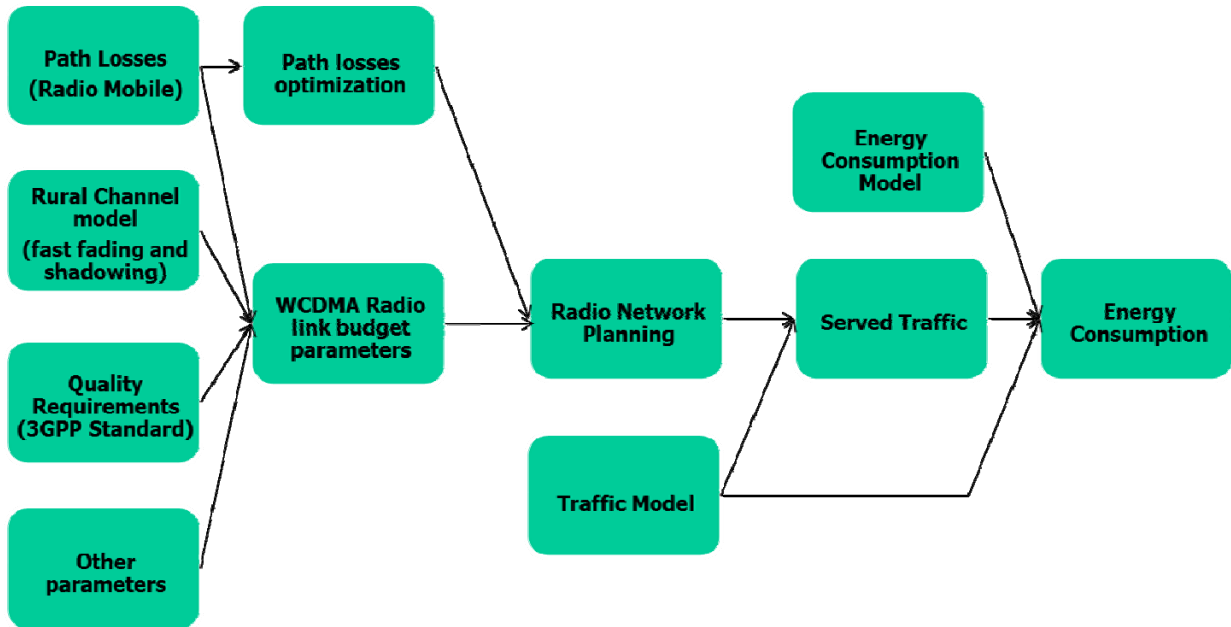 Path Losses
(Radio Mobile)
Path losses
optimization
Energy
Consumption
Model
Rural Channel
model
(fast fading and
shadowing)
WCDMA Radio
link budget
parameters
Radio Network
Planning
Served Traffic
Energy
Consumption
Quality
Requirements
(3GPP Standard)
Traffic Model
Other
parameters